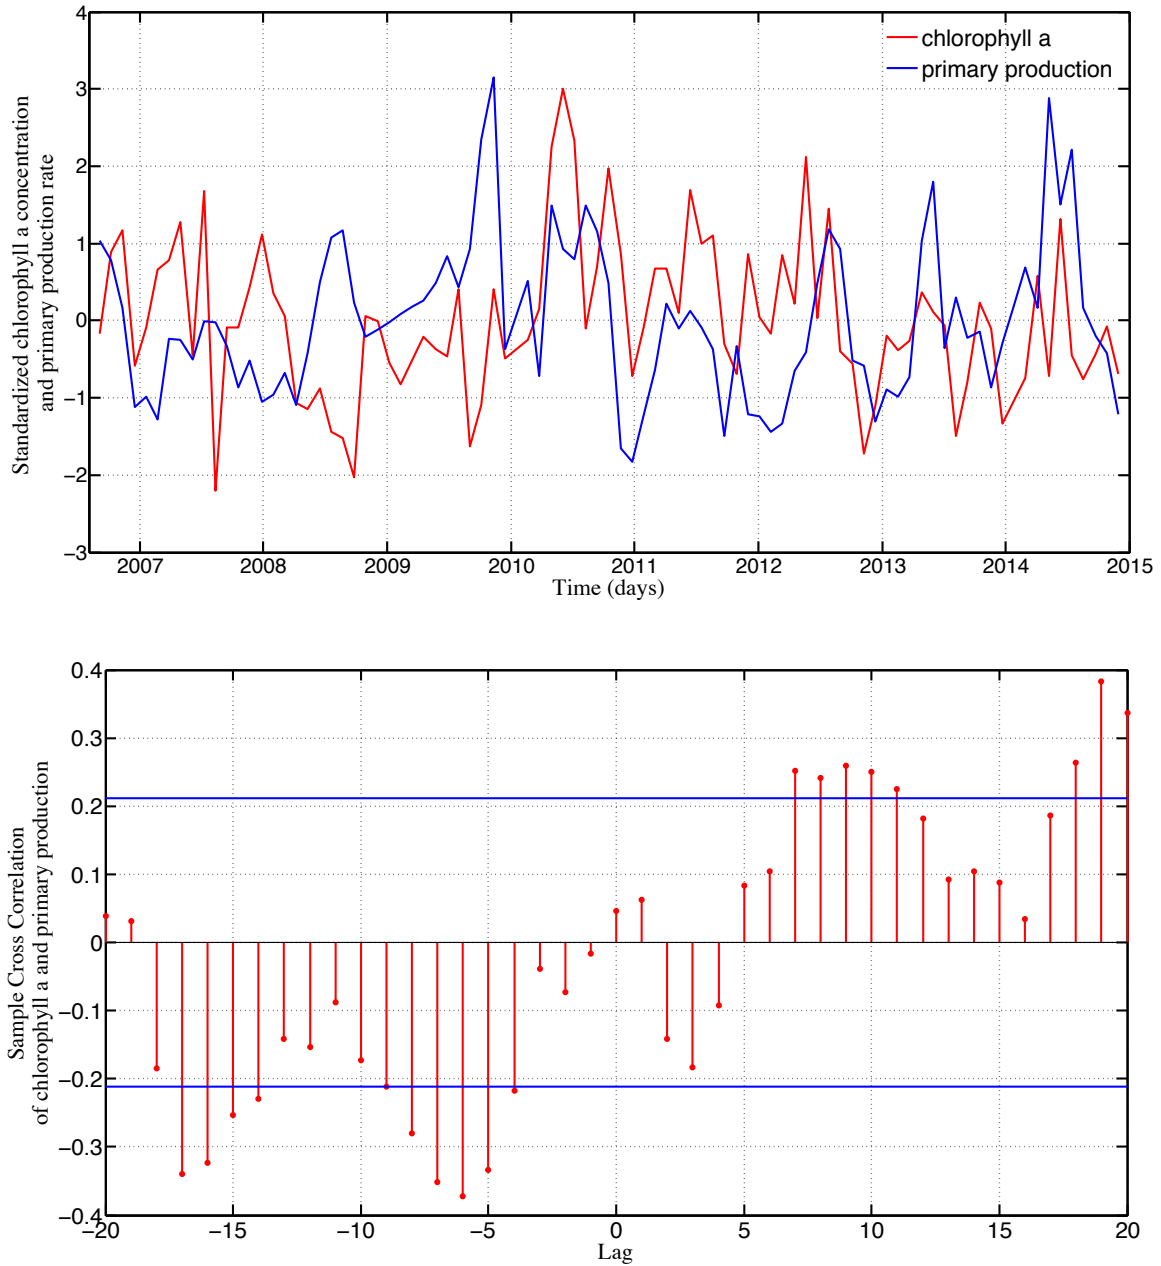 Standardized chlorophyll a concentration
and primary production rate
4
3
2
1
0
−1
−2
−3
chlorophyll a
primary production
2007 2008 2009 2010 2011 2012 2013 2014 2015
Time (days)
Sample Cross Correlation
of chlorophyll a and primary production
0.4
0.3
0.2
0.1
0
−0.1
−0.2
−0.3
−0.4
−20 −15 −10 −5 0 5 10 15 20
Lag